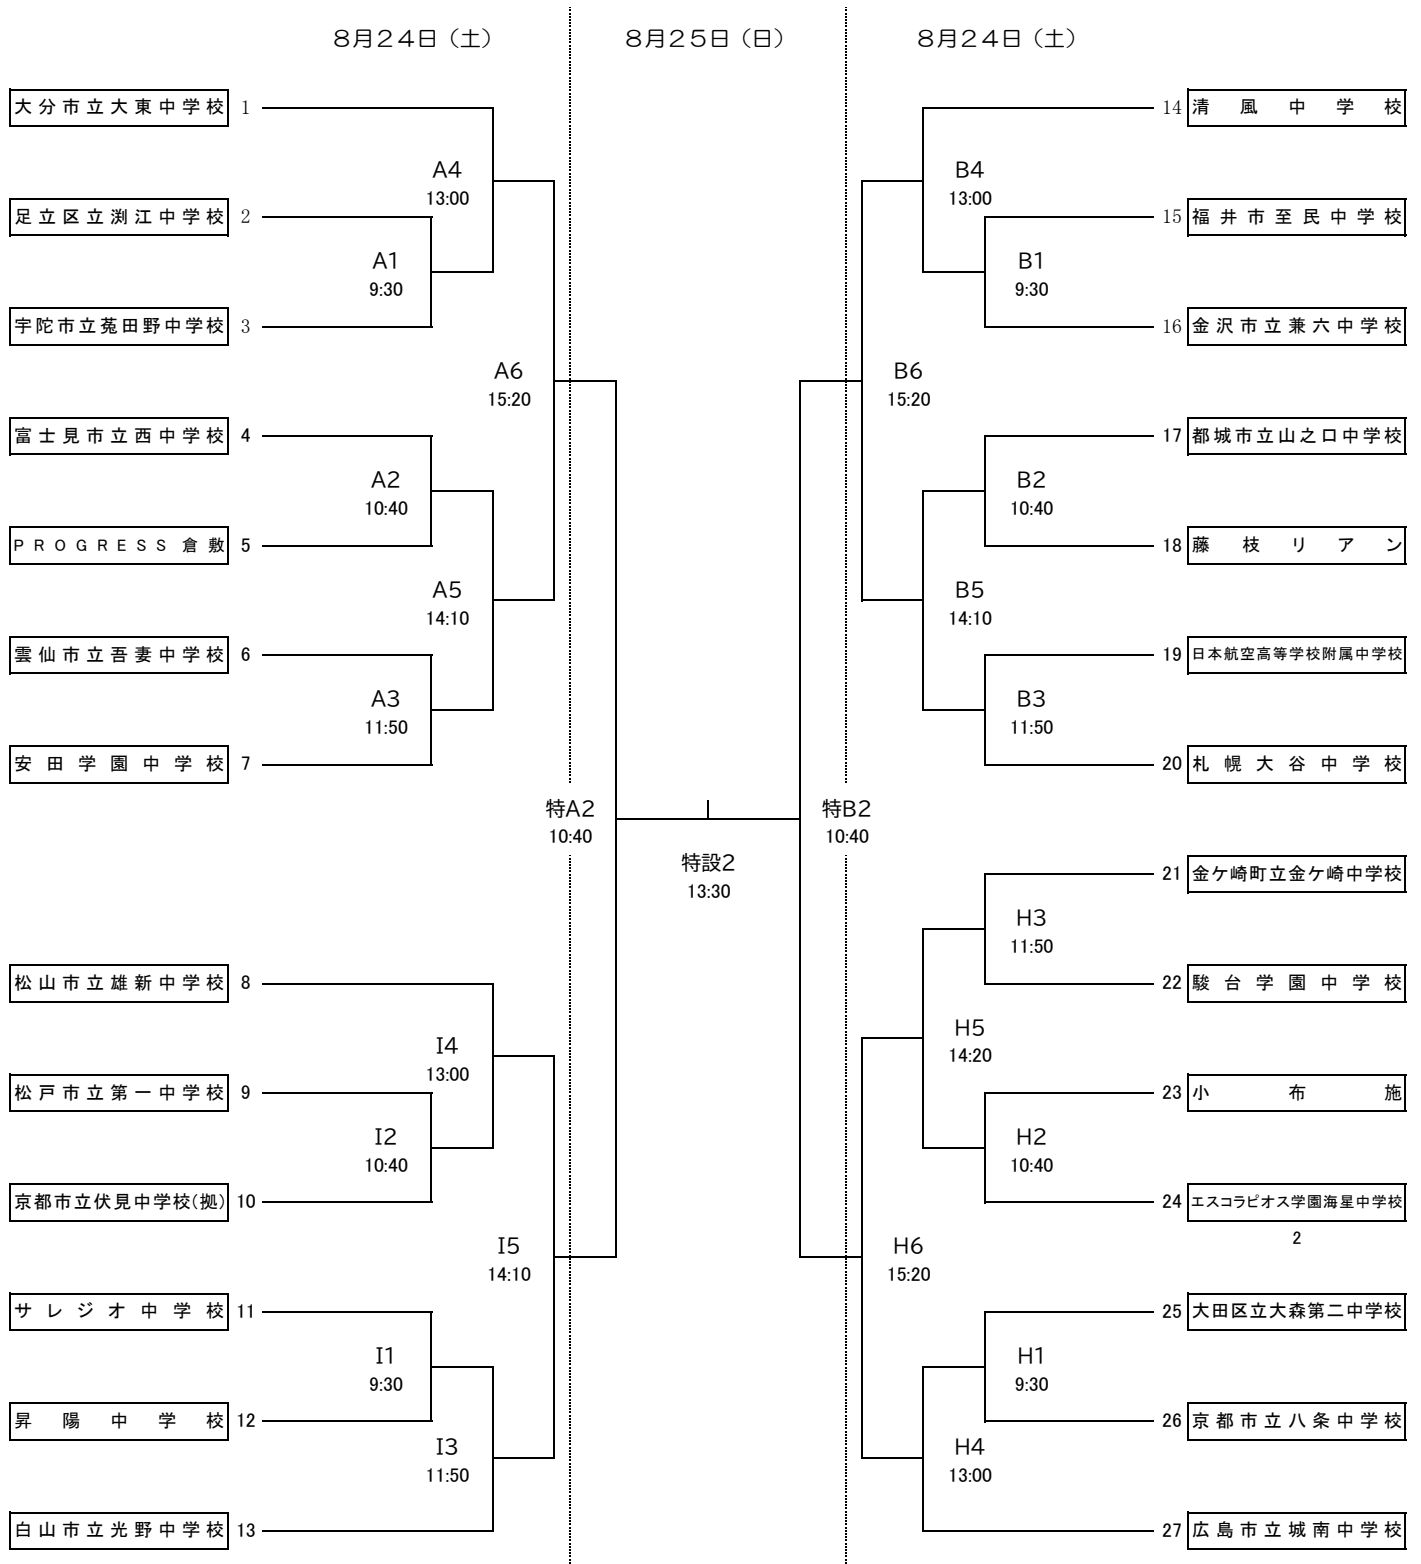 8月24日（土） 8月25日（日） 8月24日（土）
大分市立大東中学校 1
14 清風中学校
A4
13:00
B4
13:00
足立区立渕江中学校 2
15 福井市至民中学校
A1
9:30
B1
9:30
宇陀市立菟田野中学校 3
16 金沢市立兼六中学校
A6
15:20
B6
15:20
富士見市立西中学校 4
17 都城市立山之口中学校
A2
10:40
B2
10:40
PROGRESS倉敷 5
18 藤枝リアン
A5
14:10
B5
14:10
雲仙市立吾妻中学校 6
19 日本航空高等学校附属中学校
A3
11:50
B3
11:50
安田学園中学校 7
20 札幌大谷中学校
特A2
10:40
特B2
10:40
特設2
13:30
21 金ケ崎町立金ケ崎中学校
H3
11:50
松山市立雄新中学校 8
22 駿台学園中学校
I4
13:00
H5
14:20
松戸市立第一中学校 9
23 小布施
I2
10:40
H2
10:40
京都市立伏見中学校(拠) 10
24 エスコラピオス学園海星中学校
2
I5
14:10
H6
15:20
サレジオ中学校 11
25 大田区立大森第二中学校
I1
9:30
H1
9:30
昇陽中学校 12
26 京都市立八条中学校
I3
11:50
H4
13:00
白山市立光野中学校 13
27 広島市立城南中学校